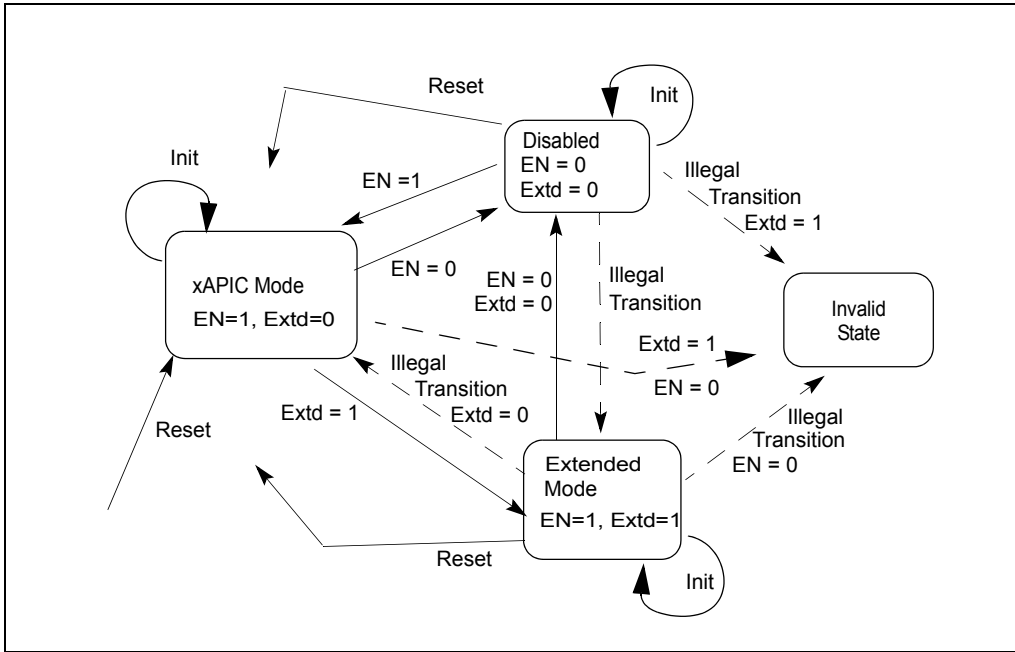 Reset
Init
Disabled
EN = 0
Extd = 0
Init
EN =1
Illegal
Transition
Extd = 1
xAPIC Mode
EN=1, Extd=0
EN = 0
EN = 0
Extd = 0
Illegal
Transition
Invalid
State
Extd = 1
EN = 0
Illegal
Transition
Extd = 0
Extd = 1
Reset
Illegal
Transition
EN = 0
Extended
Mode
EN=1, Extd=1
Reset
Init